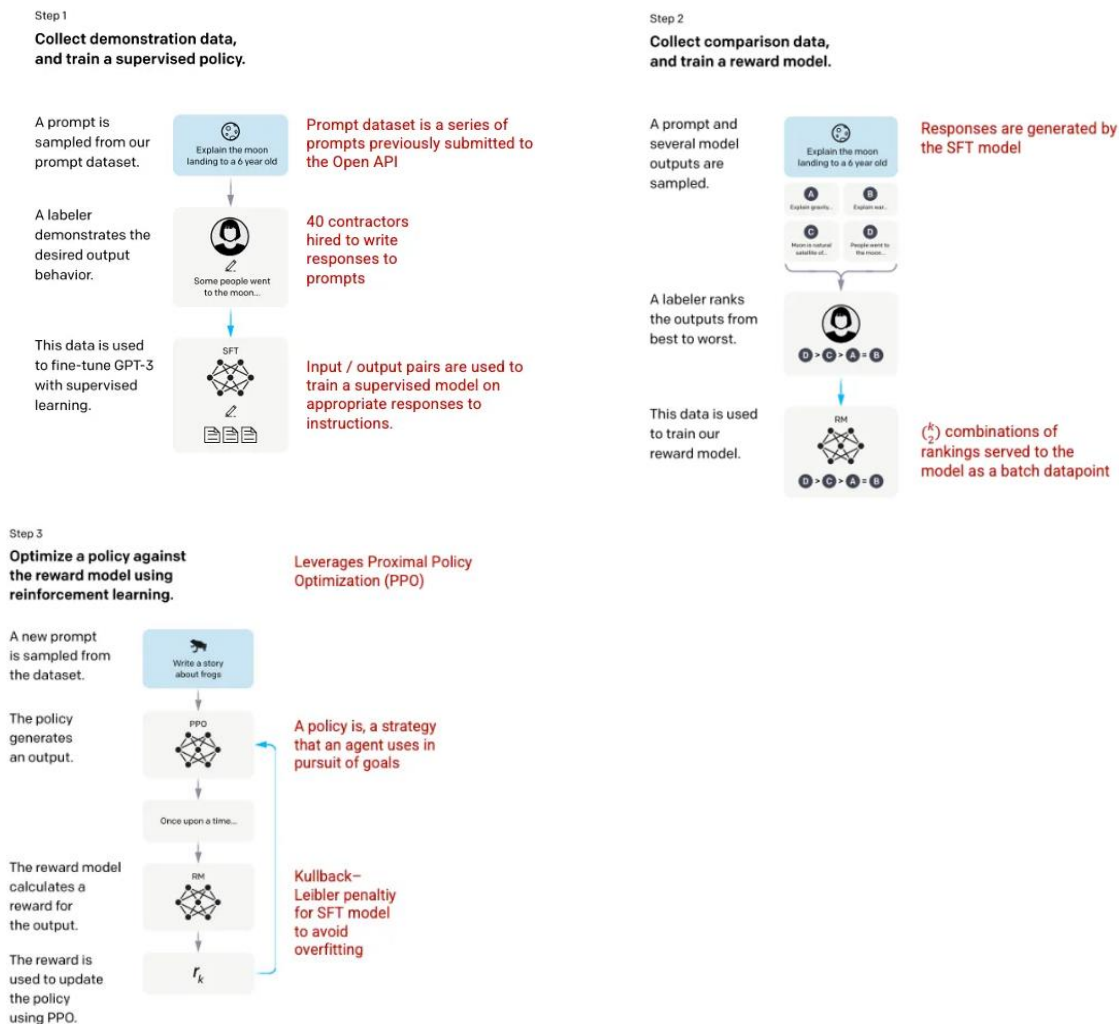 Step 1
Collect demonstration data,
and train a supervised policy.
A prompt is
sampled from our
prompt dataset.
Explain the moon
landing to a 6 year old
Prompt dataset is a series of
prompts previously submitted to
the Open API
A labeler
demonstrates the
desired output
behavior.
Some people went
to the moon...
40 contractors
hired to write
responses to
prompts
This data is used
to fine-tune GPT-3
with supervised
learning.
SFT
Input / output pairs are used to
train a supervised model on
appropriate responses to
instructions.
Step 2
Collect comparison data,
and train a reward model.
A prompt and
several model
outputs are
sampled.
Explain the moon
landing to a 6 year old
A
Explain gravity...
B
Explain war...
C
Moon is natural
satellite of...
D
People went to
the moon...
Responses are generated by
the SFT model
A labeler ranks
the outputs from
best to worst.
D > C > A = B
This data is used
to train our
reward model.
RM
D > C > A = B
(k 2) combinations of
rankings served to the
model as a batch datapoint
Step 3
Optimize a policy against
the reward model using
reinforcement learning.
Leverages Proximal Policy
Optimization (PPO)
A new prompt
is sampled from
the dataset.
Write a story
about frogs
The policy
generates
an output.
PPO
A policy is, a strategy
that an agent uses in
pursuit of goals
Once upon a time...
The reward model
calculates a
reward for
the output.
RM
Kullback–
Leibler penaltiy
for SFT model
to avoid
overfitting
The reward is
used to update
the policy
using PPO.
rk